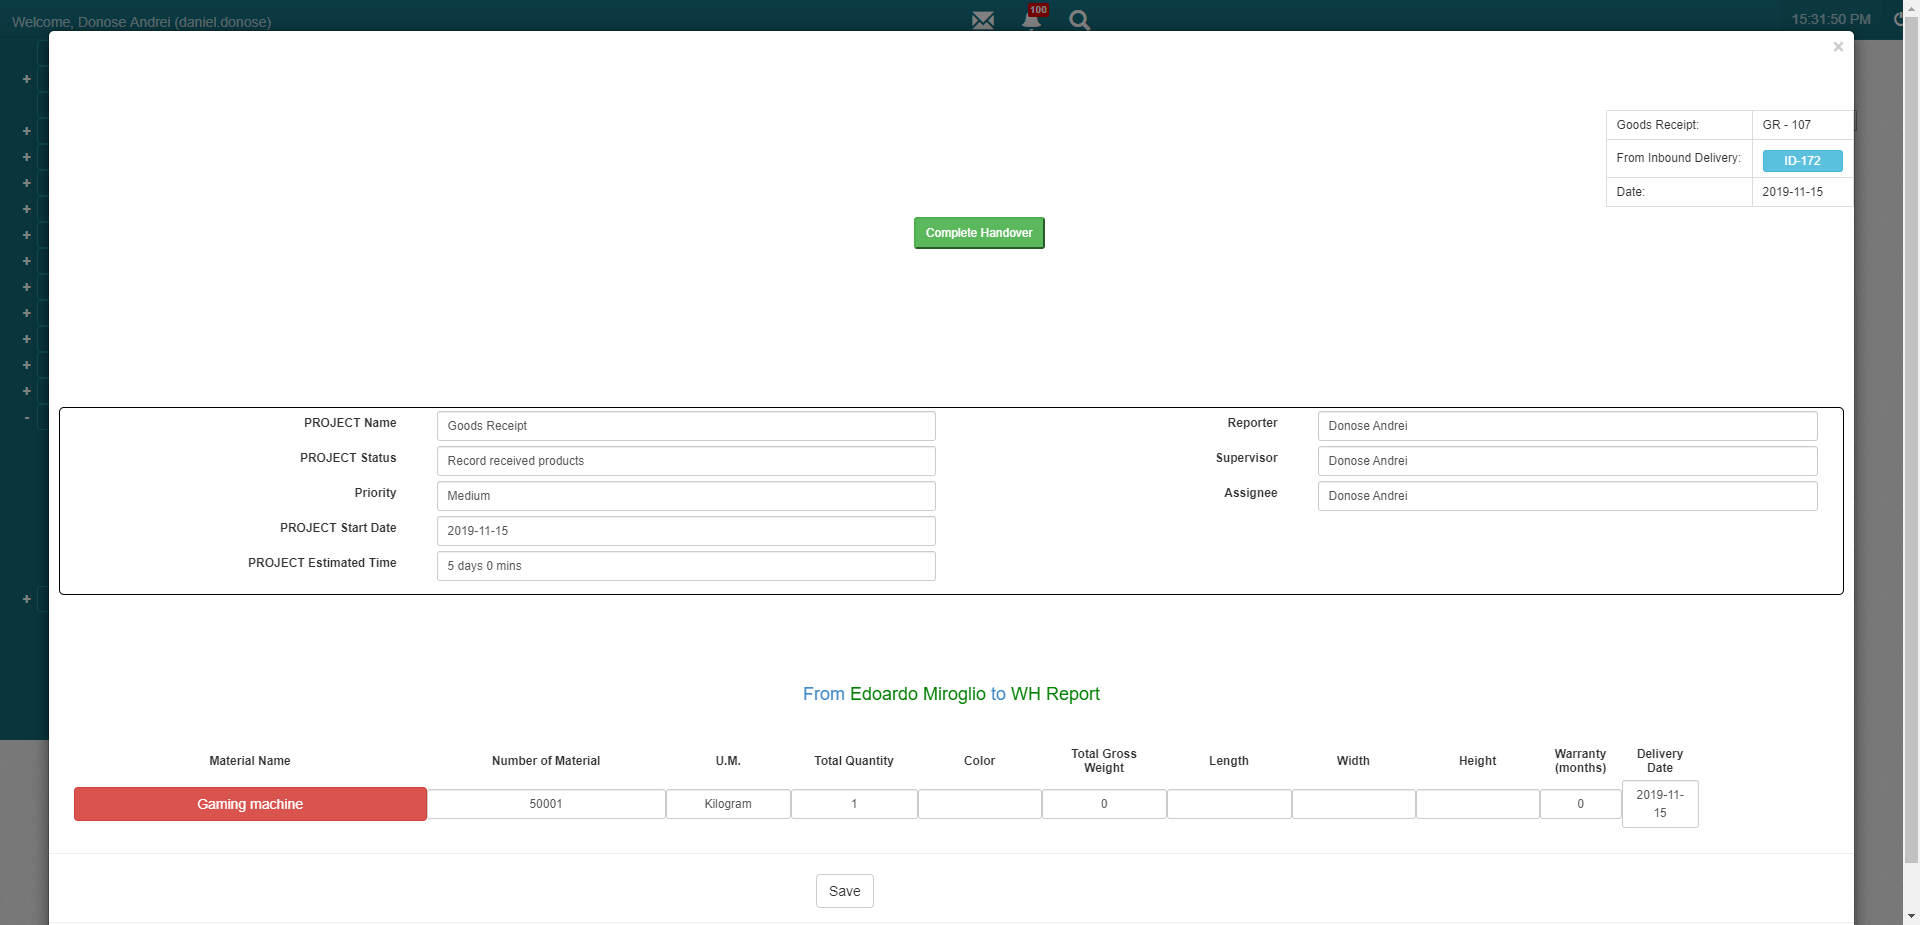 Welcome, Donose Andrei (daniel.donose)
100
15:31:50 PM
×
Goods Receipt: GR - 107
From Inbound Delivery: ID-172
Date: 2019-11-15
Complete Handover
PROJECT Name Goods Receipt Reporter Donose Andrei
PROJECT Status Record received products Supervisor Donose Andrei
Priority Medium Assignee Donose Andrei
PROJECT Start Date 2019-11-15
PROJECT Estimated Time 5 days 0 mins
From Edoardo Miroglio to WH Report
Material Name Number of Material U.M. Total Quantity Color Total Gross Weight Length Width Height Warranty (months) Delivery Date
Gaming machine 50001 Kilogram 1 0 0 2019-11-15
Save